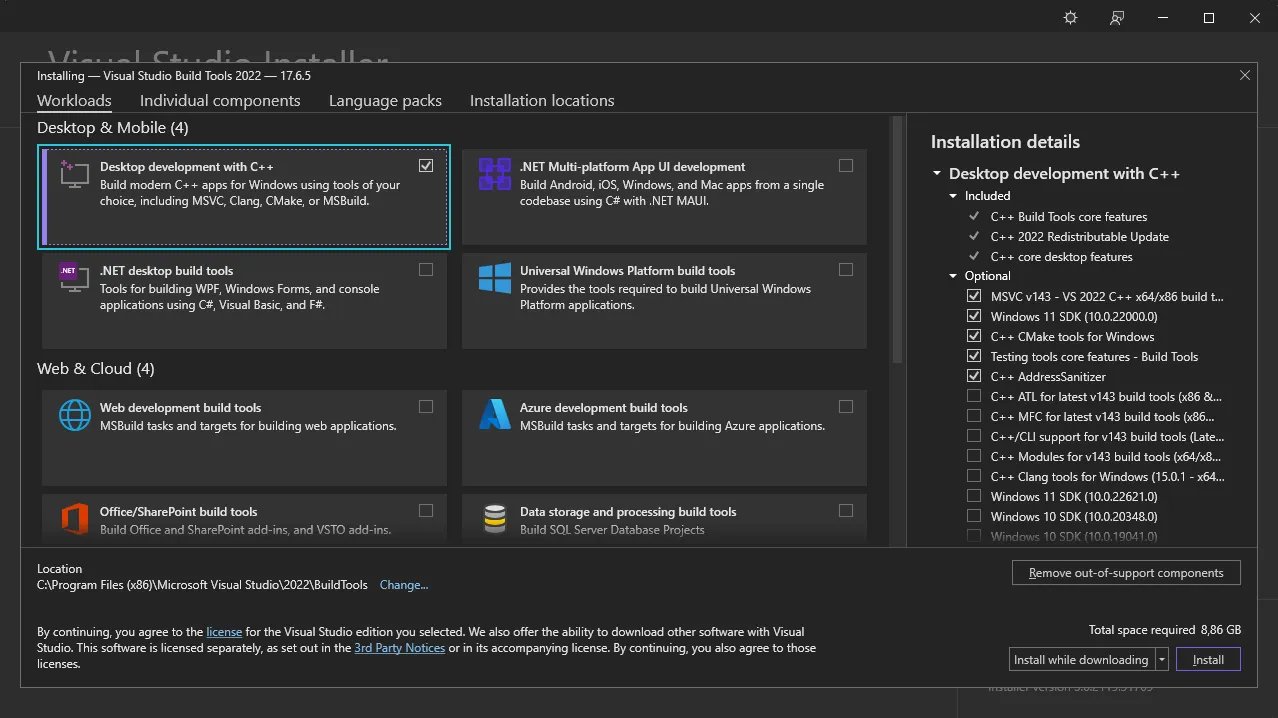 Visual Studio Installer
Installing — Visual Studio Build Tools 2022 — 17.6.5
Workloads
Individual components
Language packs
Installation locations
Desktop & Mobile (4)
Desktop development with C++
Build modern C++ apps for Windows using tools of your
choice, including MSVC, Clang, CMake, or MSBuild.
.NET Multi-platform App UI development
Build Android, iOS, Windows, and Mac apps from a single
codebase using C# with .NET MAUI.
.NET
.NET desktop build tools
Tools for building WPF, Windows Forms, and console
applications using C#, Visual Basic, and F#.
Universal Windows Platform build tools
Provides the tools required to build Universal Windows
Platform applications.
Web & Cloud (4)
Web development build tools
MSBuild tasks and targets for building web applications.
Azure development build tools
MSBuild tasks and targets for building Azure applications.
Office/SharePoint build tools
Build Office and SharePoint add-ins, and VSTO add-ins.
Data storage and processing build tools
Build SQL Server Database Projects
Installation details
Desktop development with C++
Included
C++ Build Tools core features
C++ 2022 Redistributable Update
C++ core desktop features
Optional
MSVC v143 - VS 2022 C++ x64/x86 build t...
Windows 11 SDK (10.0.22000.0)
C++ CMake tools for Windows
Testing tools core features - Build Tools
C++ AddressSanitizer
C++ ATL for latest v143 build tools (x86 &...
C++ MFC for latest v143 build tools (x86...
C++/CLI support for v143 build tools (Late...
C++ Modules for v143 build tools (x64/x8...
C++ Clang tools for Windows (15.0.1 - x64...
Windows 11 SDK (10.0.22621.0)
Windows 10 SDK (10.0.20348.0)
Windows 10 SDK (10.0.19041.0)
Location
C:\Program Files (x86)\Microsoft Visual Studio\2022\BuildTools Change...
Remove out-of-support components
By continuing, you agree to the license for the Visual Studio edition you selected. We also offer the ability to download other software with Visual
Studio. This software is licensed separately, as set out in the 3rd Party Notices or in its accompanying license. By continuing, you also agree to those
licenses.
Total space required 8,86 GB
Install while downloading
Install
Installer version